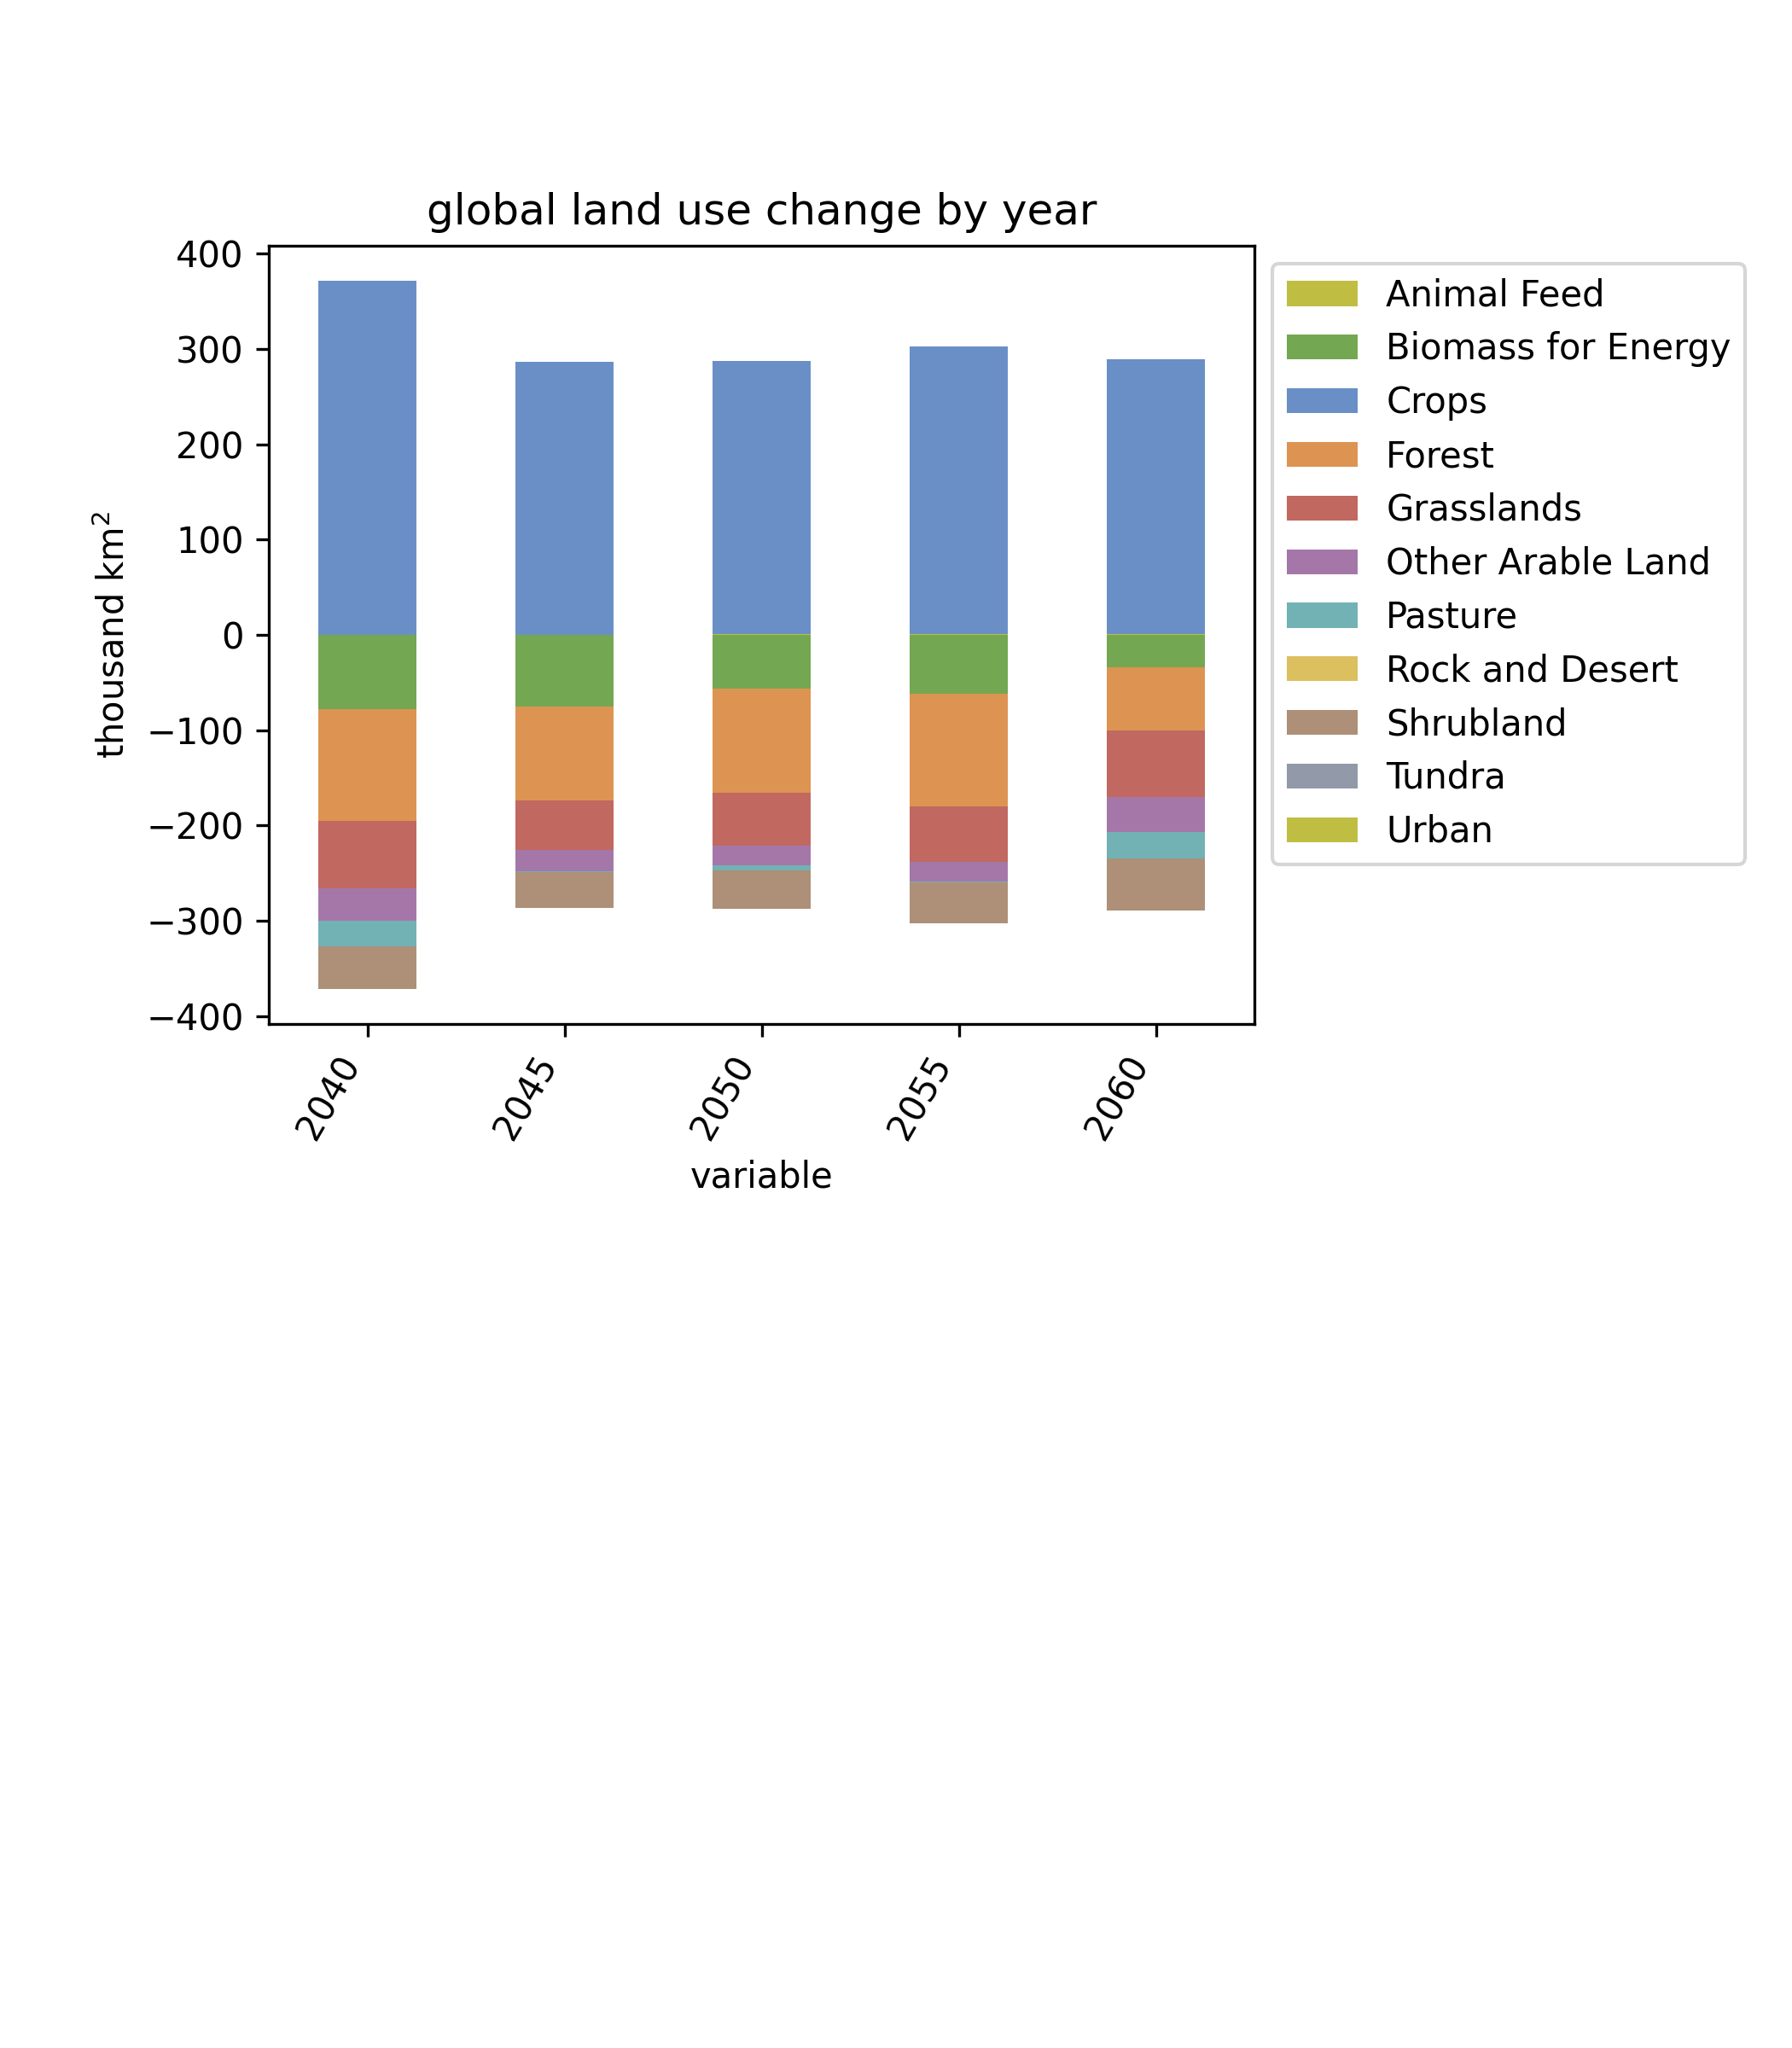 global land use change by year
400
300
200
100
0
−100
−200
−300
−400
thousand km²
2040
2045
2050
2055
2060
variable
Animal Feed
Biomass for Energy
Crops
Forest
Grasslands
Other Arable Land
Pasture
Rock and Desert
Shrubland
Tundra
Urban